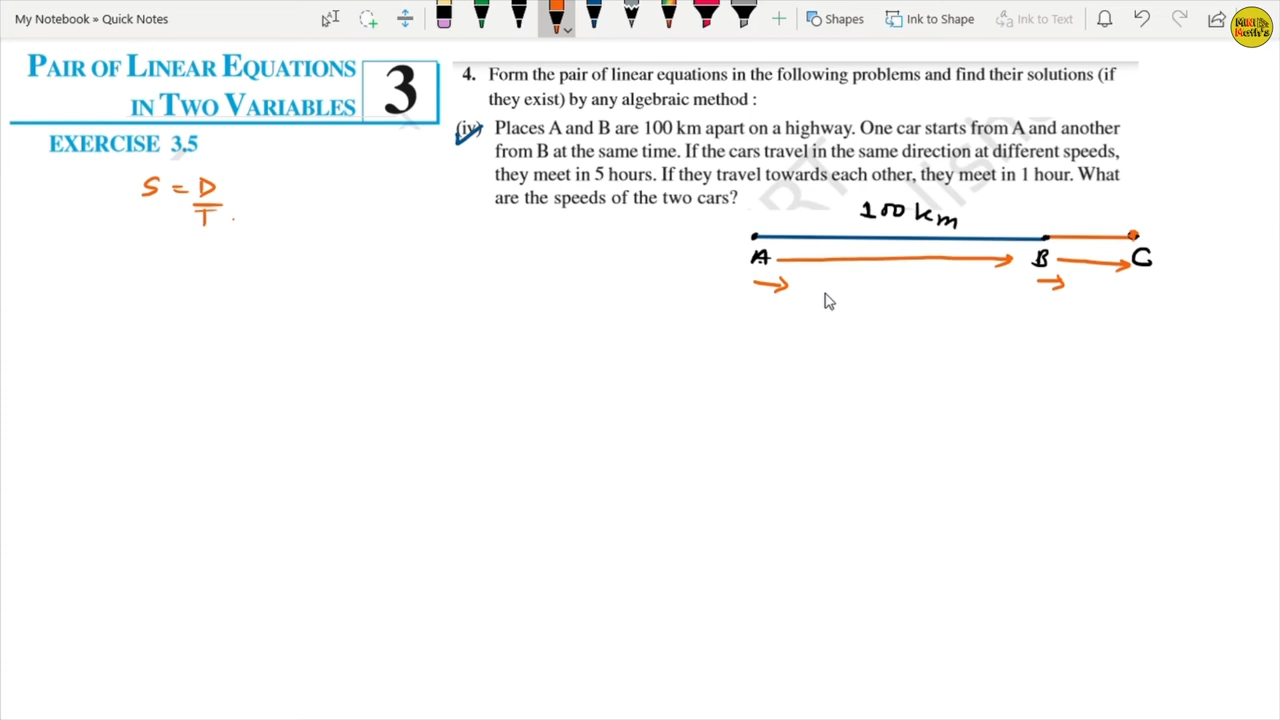 My Notebook » Quick Notes
Shapes
Ink to Shape
Ink to Text
PAIR OF LINEAR EQUATIONS
IN TWO VARIABLES
3
EXERCISE 3.5
4. Form the pair of linear equations in the following problems and find their solutions (if
they exist) by any algebraic method :
(iv) Places A and B are 100 km apart on a highway. One car starts from A and another
from B at the same time. If the cars travel in the same direction at different speeds,
they meet in 5 hours. If they travel towards each other, they meet in 1 hour. What
are the speeds of the two cars?
S = D
T
100 km
A B C